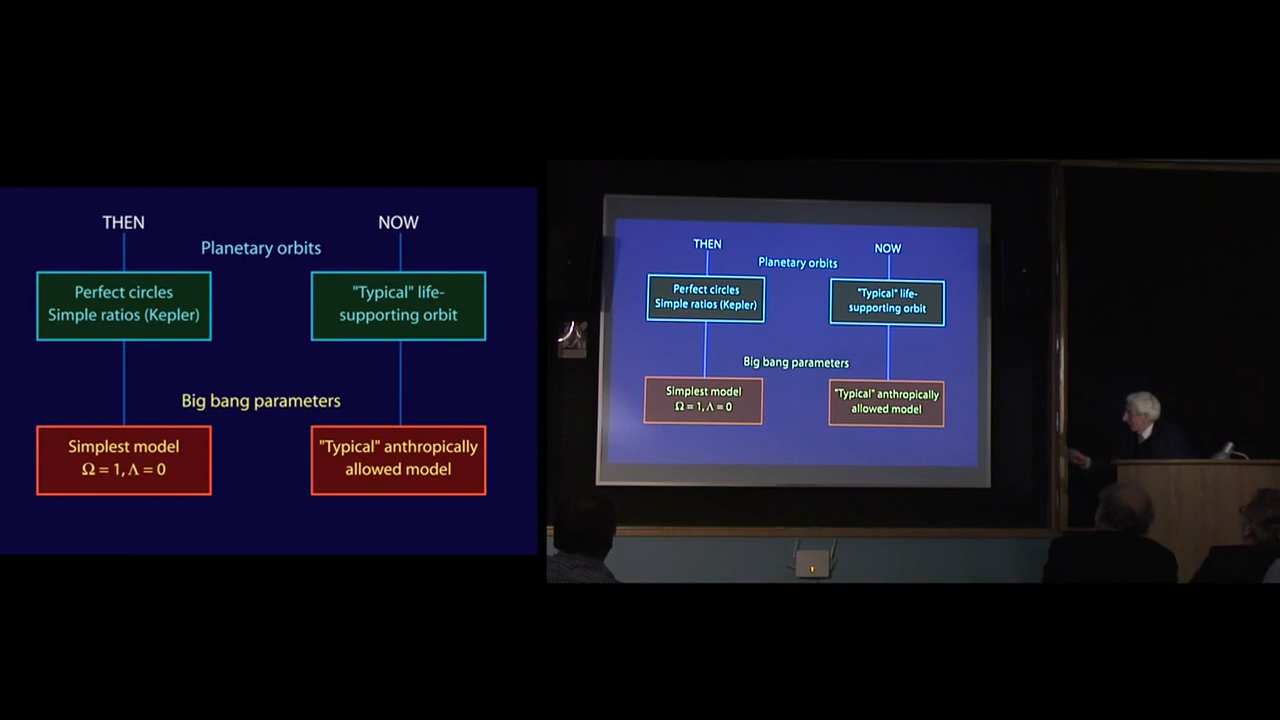 THEN
NOW
Planetary orbits
Perfect circles
Simple ratios (Kepler)
"Typical" life-
supporting orbit
Big bang parameters
Simplest model
Ω = 1, Λ = 0
"Typical" anthropically
allowed model
THEN
NOW
Planetary orbits
Perfect circles
Simple ratios (Kepler)
"Typical" life-
supporting orbit
Big bang parameters
Simplest model
Ω = 1, Λ = 0
"Typical" anthropically
allowed model